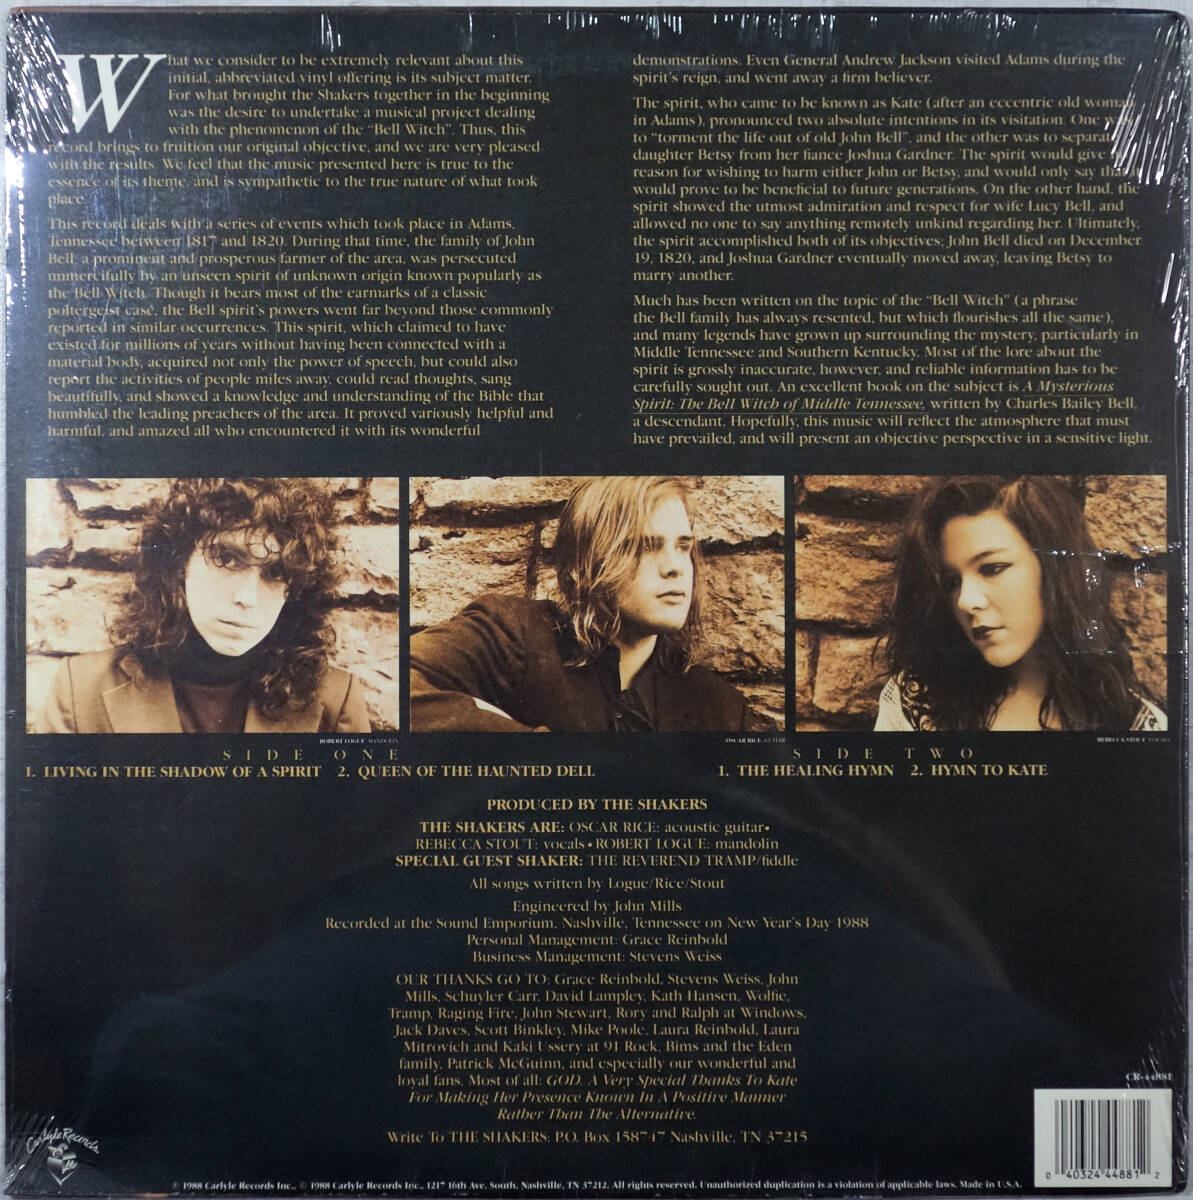 What we consider to be extremely relevant about this
initial, abbreviated vinyl offering is its subject matter.
For what brought the Shakers together in the beginning
was the desire to undertake a musical project dealing
with the phenomenon of the "Bell Witch". Thus, this
record brings to fruition our original objective, and we are very pleased
with the results. We feel that the music presented here is true to the
essence of its theme, and is sympathetic to the true nature of what took
place.
This record deals with a series of events which took place in Adams,
Tennessee between 1817 and 1820. During that time, the family of John
Bell, a prominent and prosperous farmer of the area, was persecuted
unmercifully by an unseen spirit of unknown origin known popularly as
the Bell Witch. Though it bears most of the earmarks of a classic
poltergeist case, the Bell spirit's powers went far beyond those commonly
reported in similar occurrences. This spirit, which claimed to have
existed for millions of years without having been connected with a
material body, acquired not only the power of speech, but could also
report the activities of people miles away, could read thoughts, sang
beautifully, and showed a knowledge and understanding of the Bible that
humbled the leading preachers of the area. It proved variously helpful and
harmful, and amazed all who encountered it with its wonderful
demonstrations. Even General Andrew Jackson visited Adams during the
spirit's reign, and went away a firm believer.
The spirit, who came to be known as Kate (after an eccentric old woman
in Adams), pronounced two absolute intentions in its visitation. One was
to "torment the life out of old John Bell", and the other was to separate
daughter Betsy from her fiance Joshua Gardner. The spirit would give no
reason for wishing to harm either John or Betsy, and would only say that
would prove to be beneficial to future generations. On the other hand, the
spirit showed the utmost admiration and respect for wife Lucy Bell, and
allowed no one to say anything remotely unkind regarding her. Ultimately,
the spirit accomplished both of its objectives; John Bell died on December
19, 1820, and Joshua Gardner eventually moved away, leaving Betsy to
marry another.
Much has been written on the topic of the "Bell Witch" (a phrase
the Bell family has always resented, but which flourishes all the same),
and many legends have grown up surrounding the mystery, particularly in
Middle Tennessee and Southern Kentucky. Most of the lore about the
spirit is grossly inaccurate, however, and reliable information has to be
carefully sought out. An excellent book on the subject is A Mysterious
Spirit: The Bell Witch of Middle Tennessee, written by Charles Bailey Bell,
a descendant. Hopefully, this music will reflect the atmosphere that must
have prevailed, and will present an objective perspective in a sensitive light.
ROBERT LOGUE: MANDOLIN
OSCAR RICE: GUITAR
REBECCA STOUT: VOCALS
SIDE ONE
1. LIVING IN THE SHADOW OF A SPIRIT 2. QUEEN OF THE HAUNTED DELL
SIDE TWO
1. THE HEALING HYMN 2. HYMN TO KATE
PRODUCED BY THE SHAKERS
THE SHAKERS ARE: OSCAR RICE: acoustic guitar•
REBECCA STOUT: vocals • ROBERT LOGUE: mandolin
SPECIAL GUEST SHAKER: THE REVEREND TRAMP/fiddle
All songs written by Logue/Rice/Stout
Engineered by John Mills
Recorded at the Sound Emporium, Nashville, Tennessee on New Year's Day 1988
Personal Management: Grace Reinbold
Business Management: Stevens Weiss
OUR THANKS GO TO: Grace Reinbold, Stevens Weiss, John
Mills, Schuyler Carr, David Lampley, Kath Hansen, Wolfie,
Tramp, Raging Fire, John Stewart, Rory and Ralph at Windows,
Jack Daves, Scott Binkley, Mike Poole, Laura Reinbold, Laura
Mitrovich and Kaki Ussery at 91 Rock, Bims and the Eden
family, Patrick McGuinn, and especially our wonderful and
loyal fans. Most of all: GOD. A Very Special Thanks To Kate
For Making Her Presence Known In A Positive Manner
Rather Than The Alternative.
Write to THE SHAKERS: P.O. Box 158747 Nashville, TN 37215
CR-44881
0 40324 44881 2
Carlyle Records
℗ 1988 Carlyle Records Inc., © 1988 Carlyle Records Inc., 1217 16th Ave. South, Nashville, TN 37212. All rights reserved. Unauthorized duplication is a violation of applicable laws. Made in U.S.A.